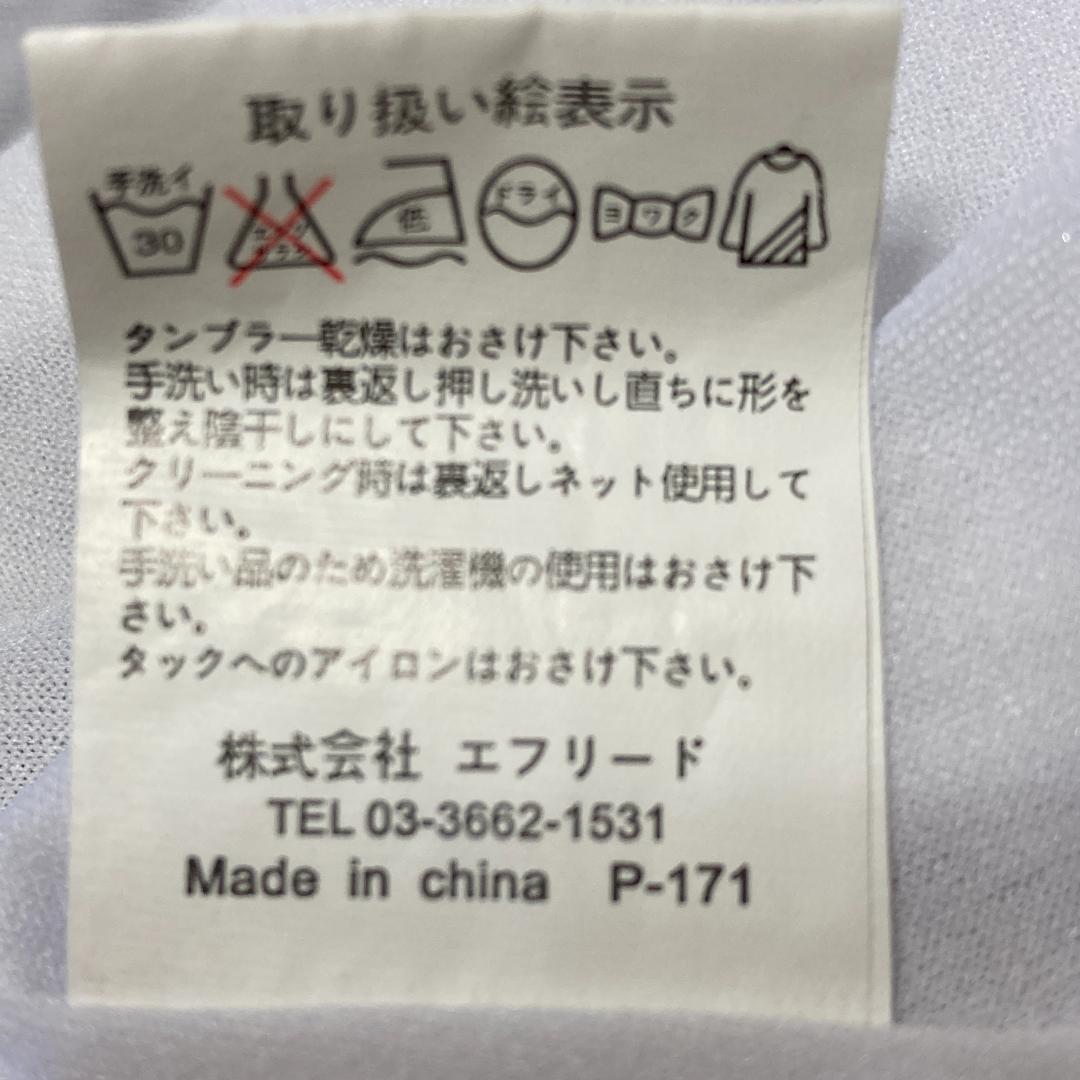 取り扱い絵表示
手洗イ 30 エンソ サラシ 低 ドライ ヨワク
タンブラー乾燥はおさけ下さい。
手洗い時は裏返し押し洗いし直ちに形を
整え陰干しにして下さい。
クリーニング時は裏返しネット使用して
下さい。
手洗い品のため洗濯機の使用はおさけ下
さい。
タックへのアイロンはおさけ下さい。
株式会社 エフリード
TEL 03-3662-1531
Made in china P-171